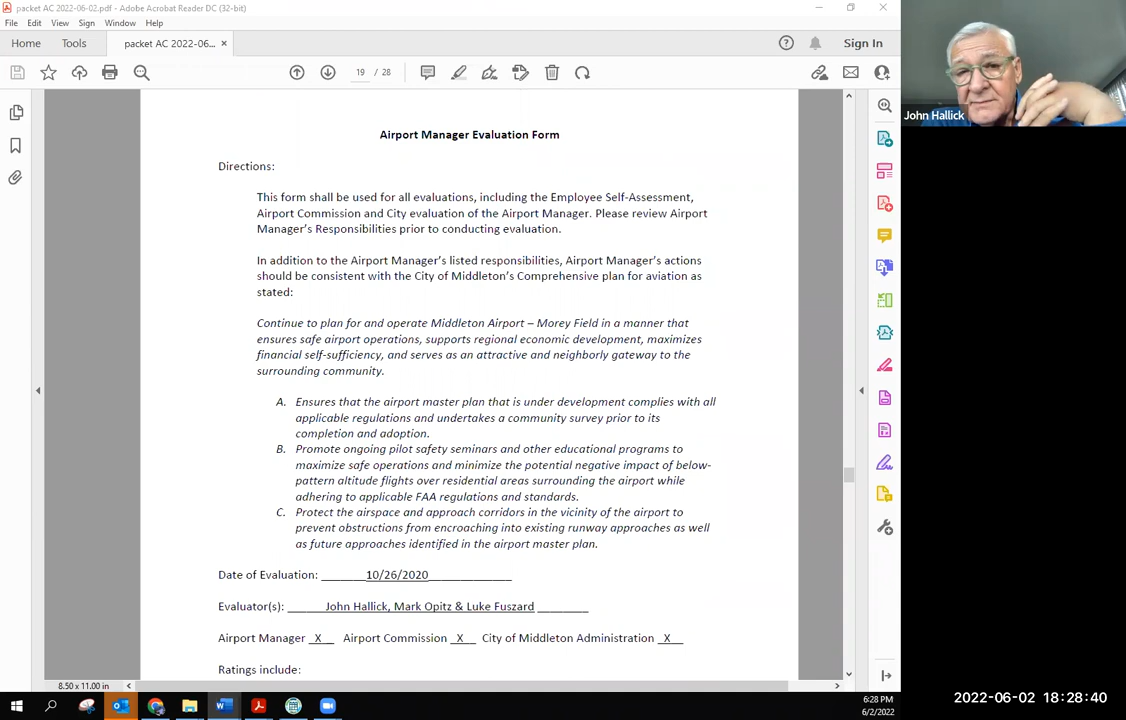 packet AC 2022-06-02.pdf - Adobe Acrobat Reader DC (32-bit)
File Edit View Sign Window Help
Home Tools packet AC 2022-06... × Sign In
19 / 28
Airport Manager Evaluation Form
Directions:
This form shall be used for all evaluations, including the Employee Self-Assessment,
Airport Commission and City evaluation of the Airport Manager. Please review Airport
Manager's Responsibilities prior to conducting evaluation.
In addition to the Airport Manager's listed responsibilities, Airport Manager's actions
should be consistent with the City of Middleton's Comprehensive plan for aviation as
stated:
Continue to plan for and operate Middleton Airport – Morey Field in a manner that
ensures safe airport operations, supports regional economic development, maximizes
financial self-sufficiency, and serves as an attractive and neighborly gateway to the
surrounding community.
A. Ensures that the airport master plan that is under development complies with all
applicable regulations and undertakes a community survey prior to its
completion and adoption.
B. Promote ongoing pilot safety seminars and other educational programs to
maximize safe operations and minimize the potential negative impact of below-
pattern altitude flights over residential areas surrounding the airport while
adhering to applicable FAA regulations and standards.
C. Protect the airspace and approach corridors in the vicinity of the airport to
prevent obstructions from encroaching into existing runway approaches as well
as future approaches identified in the airport master plan.
Date of Evaluation: ______10/26/2020____________
Evaluator(s): _____John Hallick, Mark Opitz & Luke Fuszard ________
Airport Manager _X__ Airport Commission _X__ City of Middleton Administration _X__
Ratings include:
8.50 x 11.00 in
6:28 PM
6/2/2022
John Hallick
2022-06-02 18:28:40